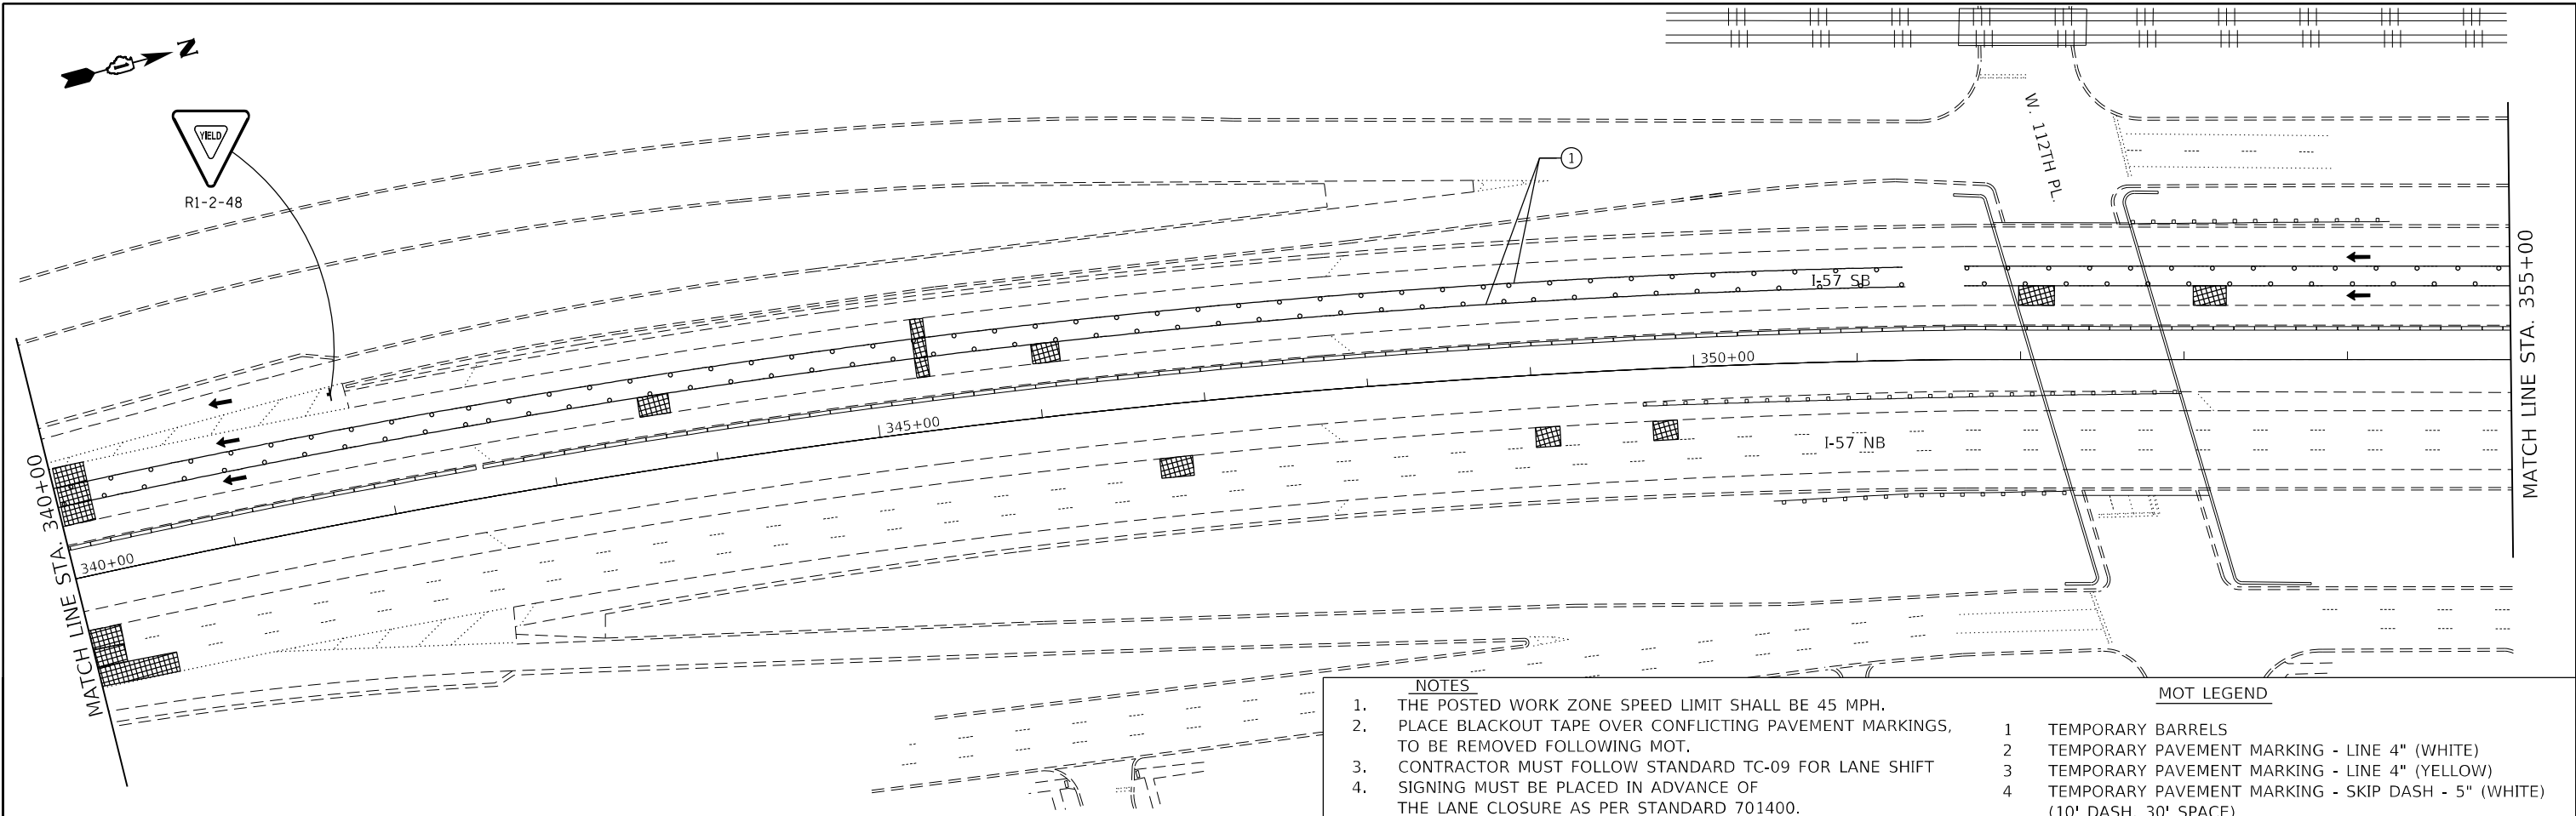 N
YIELD
R1-2-48
1
W. 112TH PL.
I-57 SB
350+00
345+00
I-57 NB
340+00
MATCH LINE STA. 340+00
MATCH LINE STA. 355+00
NOTES
1. THE POSTED WORK ZONE SPEED LIMIT SHALL BE 45 MPH.
2. PLACE BLACKOUT TAPE OVER CONFLICTING PAVEMENT MARKINGS,
TO BE REMOVED FOLLOWING MOT.
3. CONTRACTOR MUST FOLLOW STANDARD TC-09 FOR LANE SHIFT
4. SIGNING MUST BE PLACED IN ADVANCE OF
THE LANE CLOSURE AS PER STANDARD 701400.
MOT LEGEND
1 TEMPORARY BARRELS
2 TEMPORARY PAVEMENT MARKING - LINE 4" (WHITE)
3 TEMPORARY PAVEMENT MARKING - LINE 4" (YELLOW)
4 TEMPORARY PAVEMENT MARKING - SKIP DASH - 5" (WHITE)
(10' DASH, 30' SPACE)